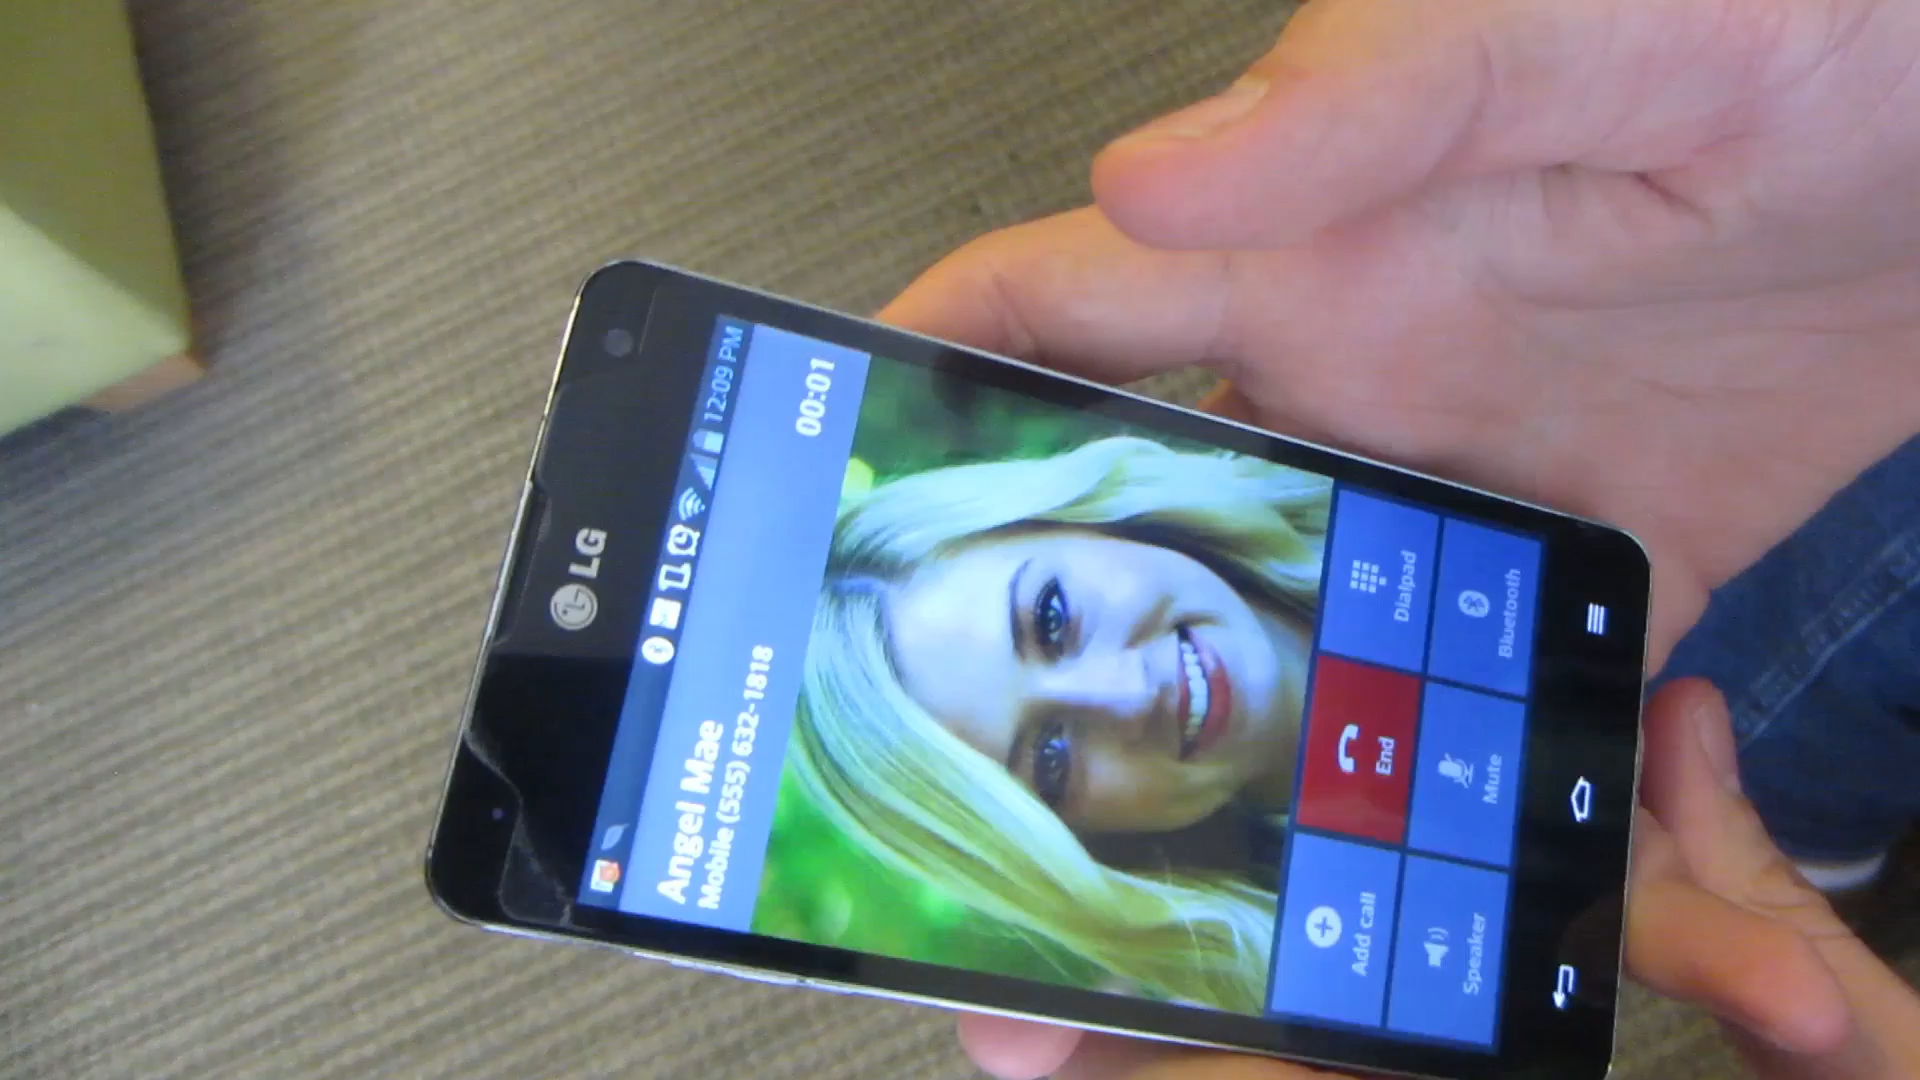 LG
12:09 PM
Angel Mae
00:01
Mobile (555) 632-1818
Add call
End
Dialpad
Speaker
Mute
Bluetooth